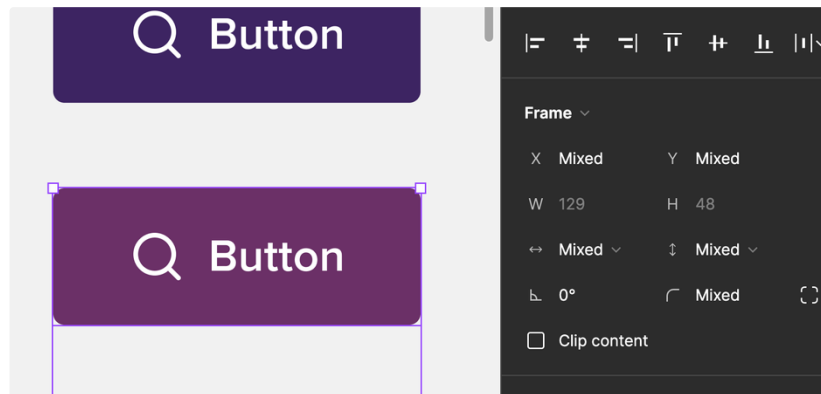 Button
Button
Frame
X Mixed Y Mixed
W 129 H 48
Mixed Mixed
0° Mixed
Clip content